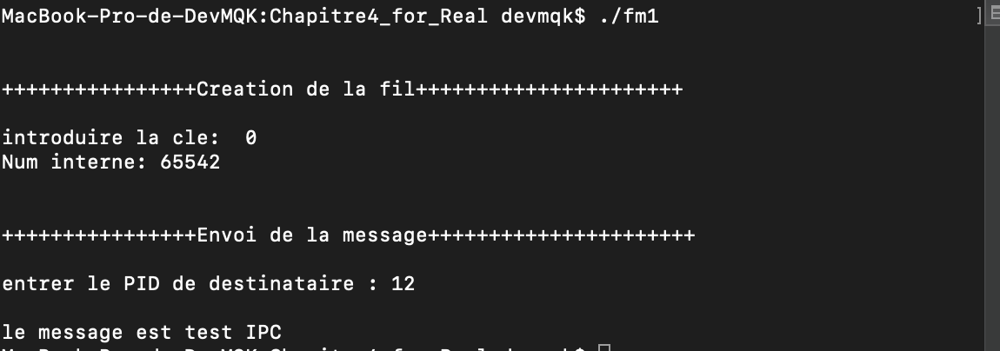 MacBook-Pro-de-DevMQK:Chapitre4_for_Real devmqk$ ./fm1 ]
++++++++++++++++Creation de la fil++++++++++++++++++++++
introduire la cle:  0
Num interne: 65542
++++++++++++++++Envoi de la message++++++++++++++++++++++
entrer le PID de destinataire : 12
le message est test IPC
MacBook-Pro-de-DevMQK:Chapitre4_for_Real devmqk$